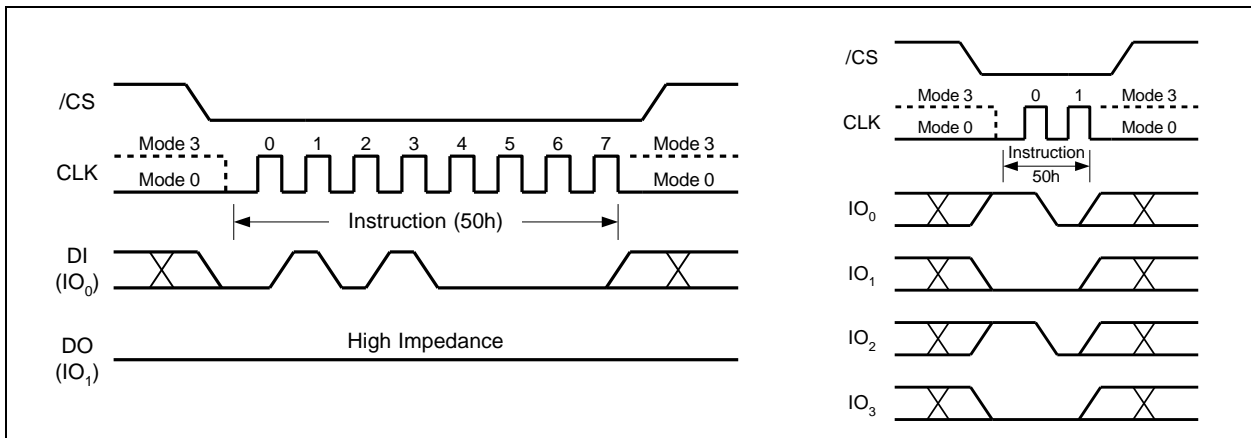 /CS
Mode 3 0 1 2 3 4 5 6 7 Mode 3
CLK
Mode 0 Mode 0
Instruction (50h)
DI
(IO0)
High Impedance
DO
(IO1)
/CS
Mode 3 0 1 Mode 3
CLK
Mode 0 Mode 0
Instruction
50h
IO0
IO1
IO2
IO3